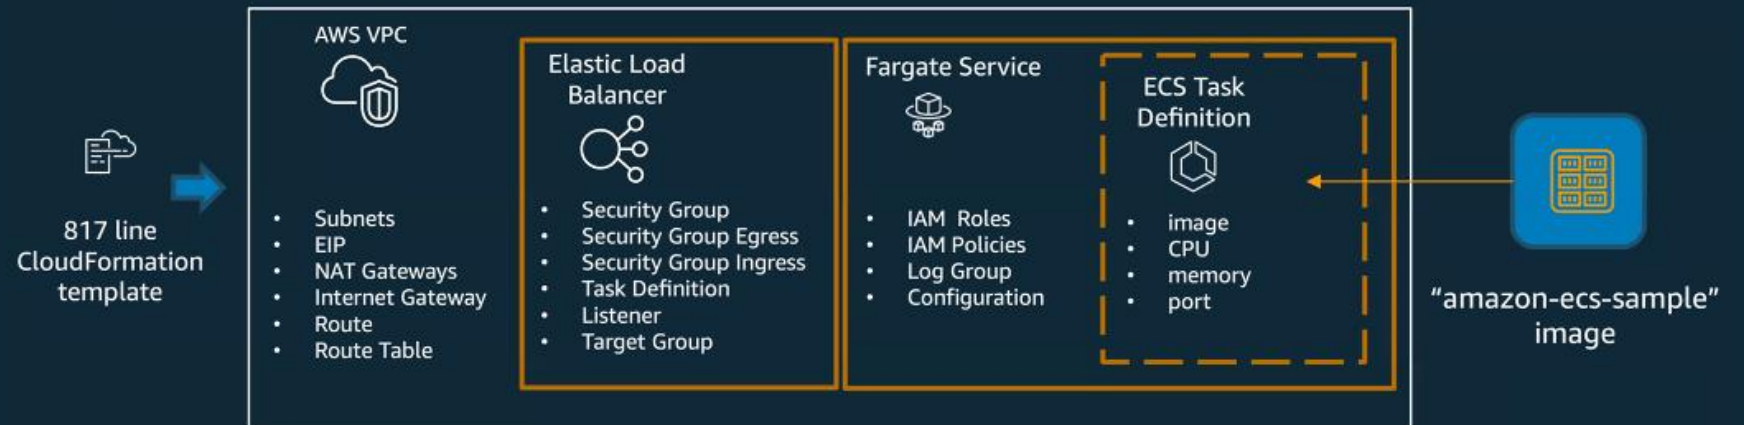 817 line
CloudFormation
template
AWS VPC
• Subnets
• EIP
• NAT Gateways
• Internet Gateway
• Route
• Route Table
Elastic Load
Balancer
• Security Group
• Security Group Egress
• Security Group Ingress
• Task Definition
• Listener
• Target Group
Fargate Service
• IAM Roles
• IAM Policies
• Log Group
• Configuration
ECS Task
Definition
• image
• CPU
• memory
• port
“amazon-ecs-sample”
image